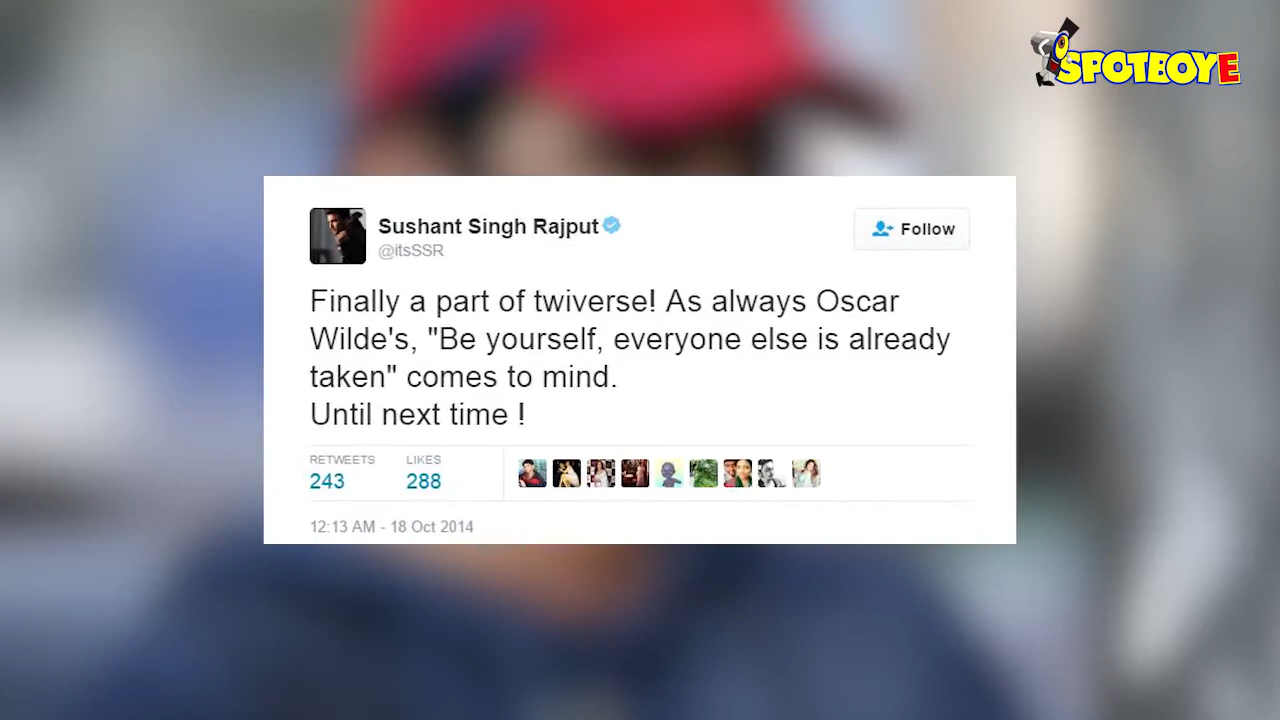 SPOTBOYE
Sushant Singh Rajput
@itsSSR
Follow
Finally a part of twiverse! As always Oscar
Wilde's, "Be yourself, everyone else is already
taken" comes to mind.
Until next time !
RETWEETS
243
LIKES
288
12:13 AM - 18 Oct 2014